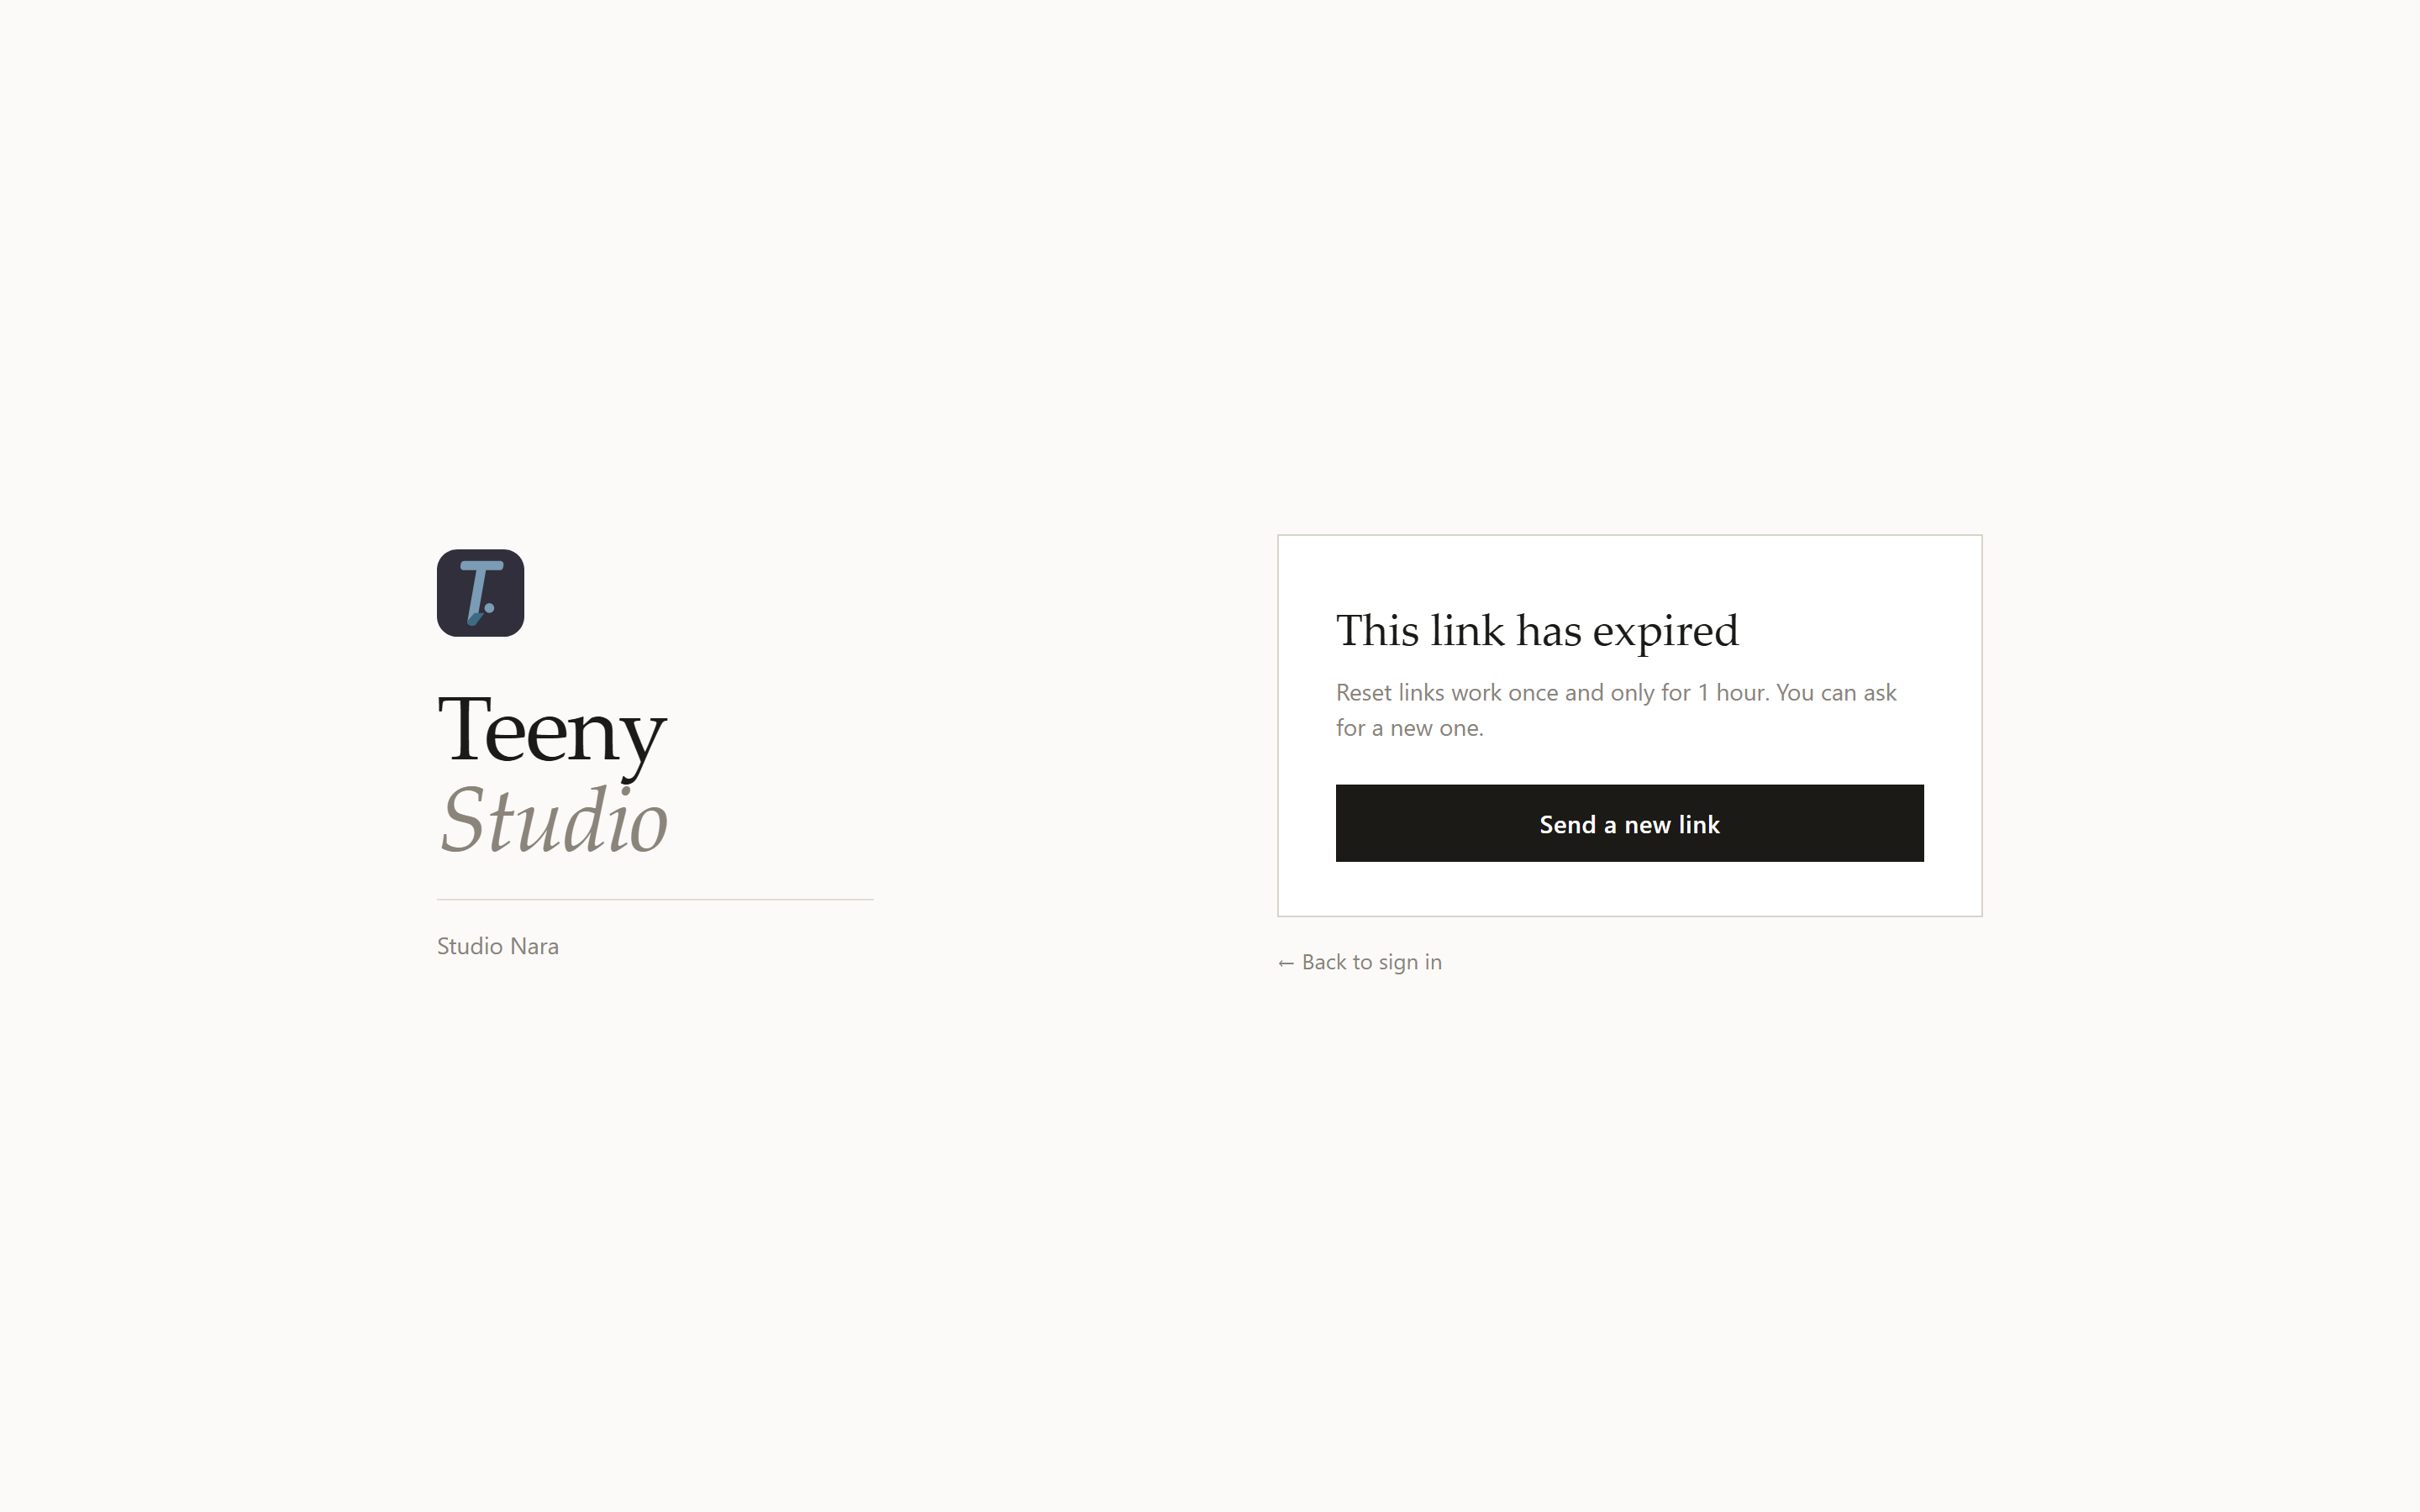 T.
Teeny
Studio
Studio Nara
This link has expired
Reset links work once and only for 1 hour. You can ask
for a new one.
Send a new link
← Back to sign in